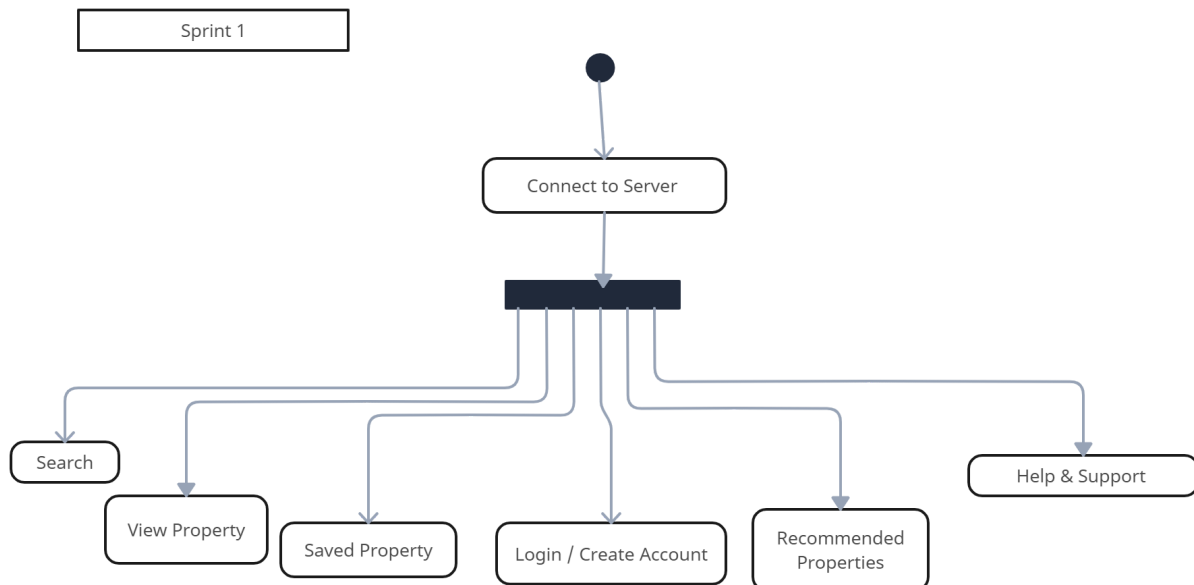 Sprint 1
Connect to Server
Search
Help & Support
View Property
Saved Property
Login / Create Account
Recommended
Properties